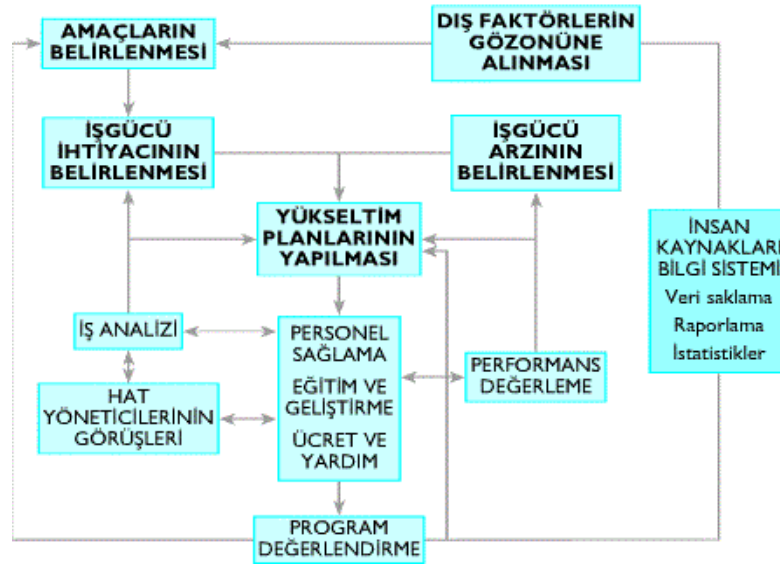 AMAÇLARIN
BELİRLENMESİ
DIŞ FAKTÖRLERİN
GÖZONÜNE
ALINMASI
İŞGÜCÜ
İHTİYACININ
BELİRLENMESİ
İŞGÜCÜ
ARZININ
BELİRLENMESİ
YÜKSELTİM
PLANLARININ
YAPILMASI
İNSAN
KAYNAKLARI
BİLGİ SİSTEMİ
Veri saklama
Raporlama
İstatistikler
İŞ ANALİZİ
PERSONEL
SAĞLAMA
EĞİTİM VE
GELİŞTİRME
ÜCRET VE
YARDIM
PERFORMANS
DEĞERLEME
HAT
YÖNETİCİLERİNİN
GÖRÜŞLERİ
PROGRAM
DEĞERLENDİRME